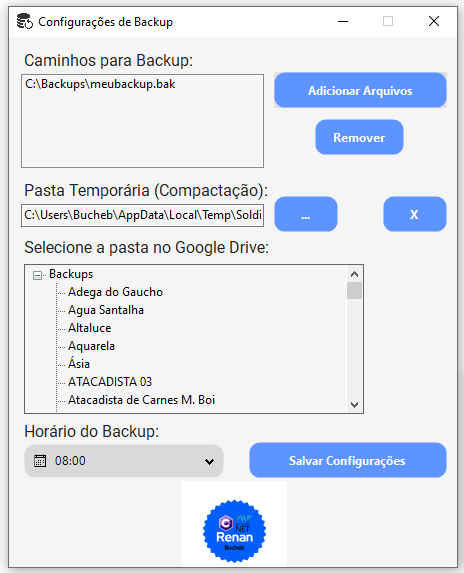 Configurações de Backup
Caminhos para Backup:
C:\Backups\meubackup.bak
Adicionar Arquivos
Remover
Pasta Temporária (Compactação):
C:\Users\Bucheb\AppData\Local\Temp\Soldi
...
X
Selecione a pasta no Google Drive:
Backups
Adega do Gaucho
Agua Santalha
Altaluce
Aquarela
Ásia
ATACADISTA 03
Atacadista de Carnes M. Boi
Horário do Backup:
08:00
Salvar Configurações
.NET
Renan
Bucheb